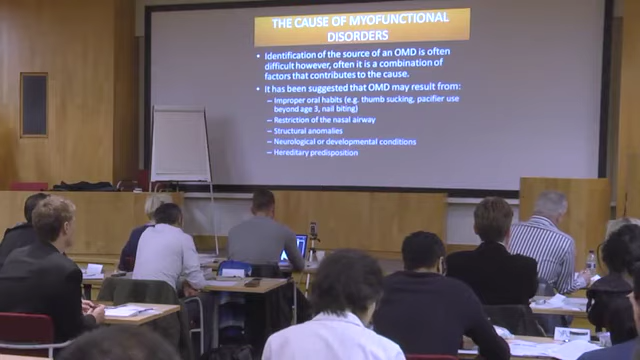 THE CAUSE OF MYOFUNCTIONAL
DISORDERS
• Identification of the source of an OMD is often
difficult however, often it is a combination of
factors that contributes to the cause.
• It has been suggested that OMD may result from:
– Improper oral habits (e.g. thumb sucking, pacifier use
beyond age 3, nail biting)
– Restriction of the nasal airway
– Structural anomalies
– Neurological or developmental conditions
– Hereditary predisposition